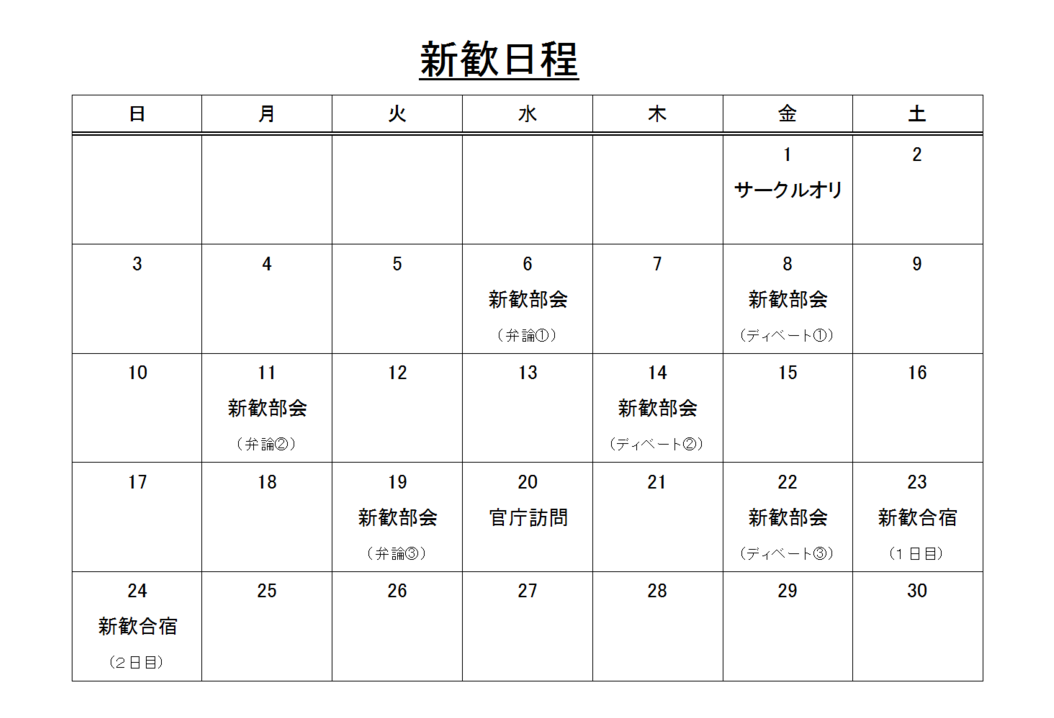 新歓日程
日 月 火 水 木 金 土
1 2
サークルオリ
3 4 5 6 7 8 9
新歓部会 新歓部会
（弁論①） （ディベート①）
10 11 12 13 14 15 16
新歓部会 新歓部会
（弁論②） （ディベート②）
17 18 19 20 21 22 23
新歓部会 官庁訪問 新歓部会 新歓合宿
（弁論③） （ディベート③） （１日目）
24 25 26 27 28 29 30
新歓合宿
（２日目）